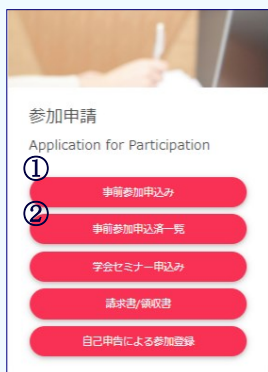 参加申請
Application for Participation
①
事前参加申込み
②
事前参加申込済一覧
学会セミナー申込み
請求書/領収書
自己申告による参加登録